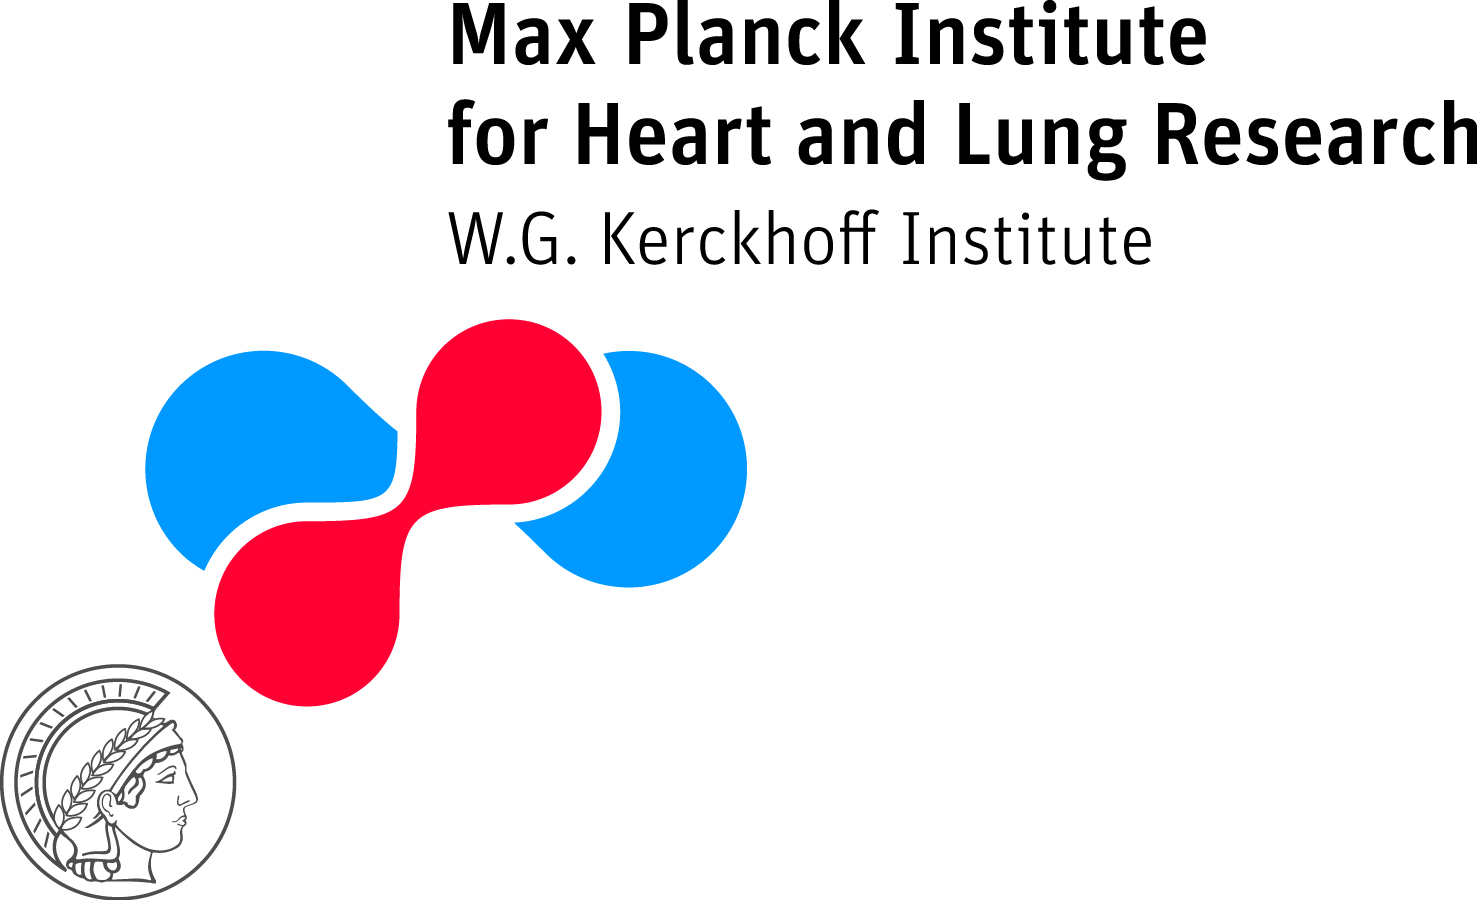 Max Planck Institute
for Heart and Lung Research
W.G. Kerckhoff Institute